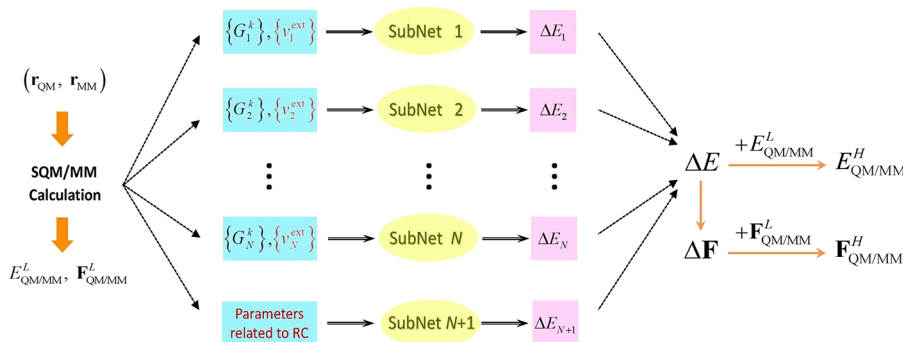 (r_QM, r_MM)
SQM/MM
Calculation
E^L_QM/MM, F^L_QM/MM
{G_1^k},{v_1^ext} SubNet 1 ΔE_1
{G_2^k},{v_2^ext} SubNet 2 ΔE_2
{G_N^k},{v_N^ext} SubNet N ΔE_N
Parameters
related to RC
SubNet N+1 ΔE_N+1
ΔE +E^L_QM/MM E^H_QM/MM
ΔF +F^L_QM/MM F^H_QM/MM